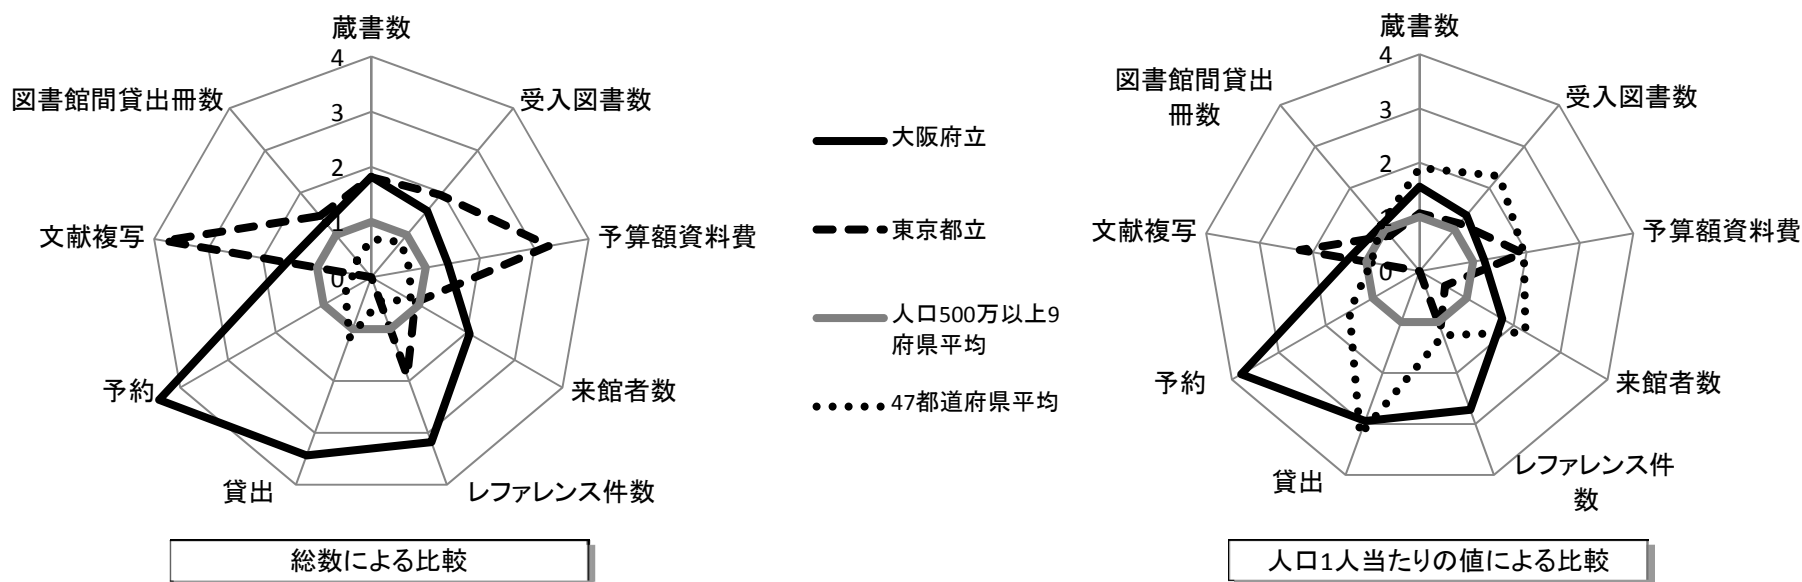 蔵書数
4
3
2
1
0
受入図書数
予算額資料費
来館者数
レファレンス件数
貸出
予約
文献複写
図書館間貸出冊数
総数による比較
大阪府立
東京都立
人口500万以上9
府県平均
47都道府県平均
蔵書数
4
3
2
1
0
受入図書数
予算額資料費
来館者数
レファレンス件
数
貸出
予約
文献複写
図書館間貸出
冊数
人口1人当たりの値による比較